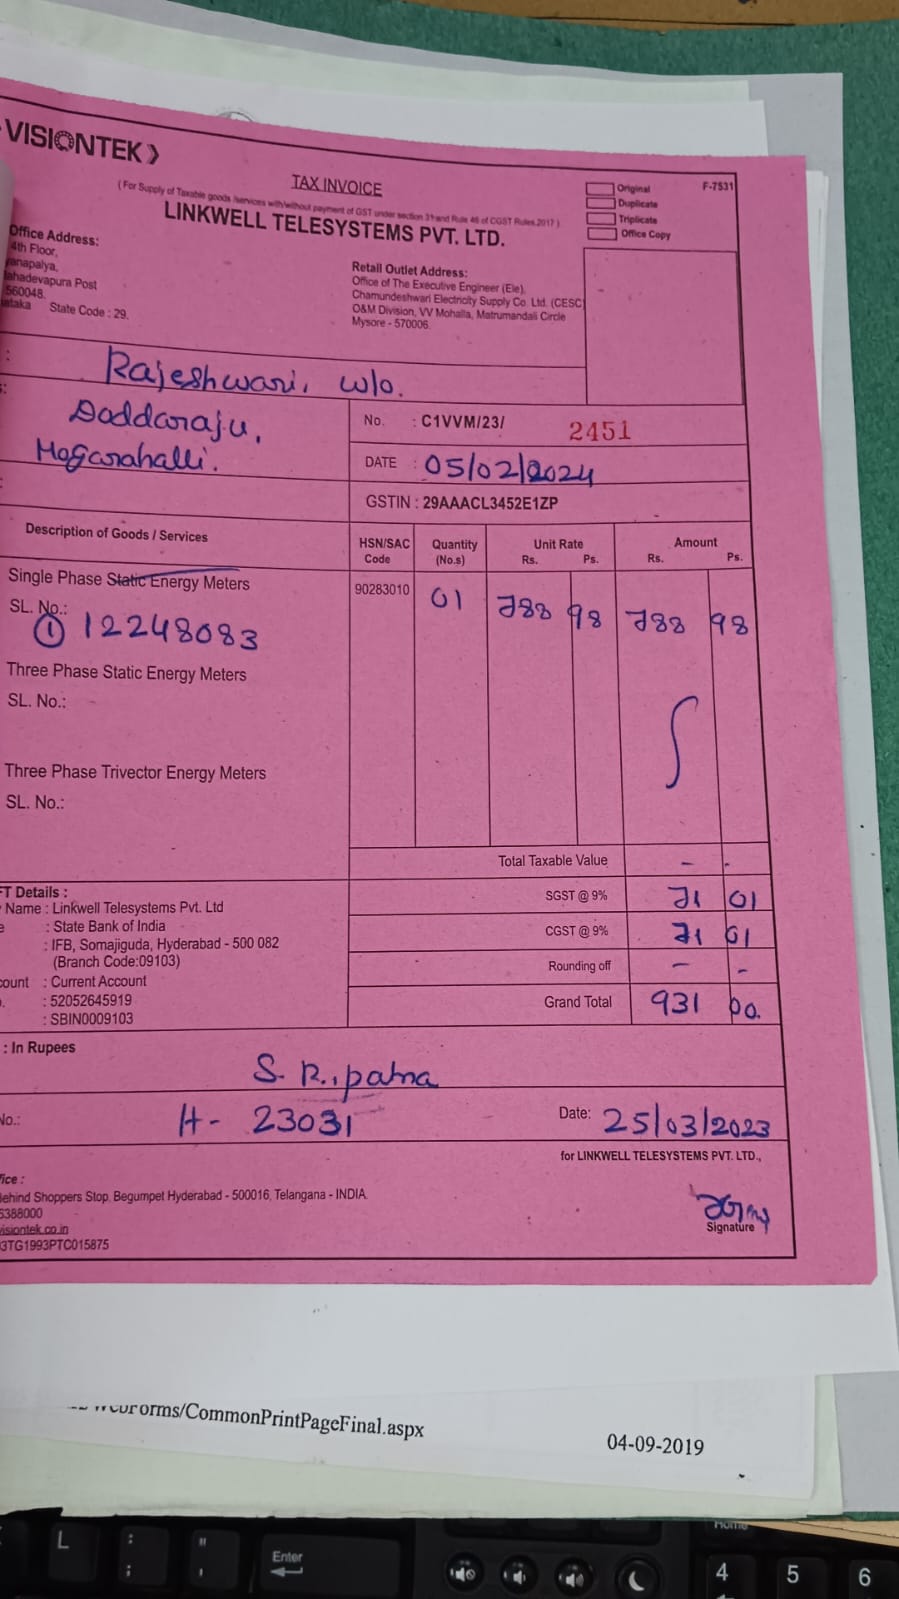 VISIONTEK
TAX INVOICE
(For Supply of Taxable goods /services with/without payment of GST under section 31 and Rule 46 of CGST Rules.2017)
LINKWELL TELESYSTEMS PVT. LTD.
Original
Duplicate
Triplicate
Office Copy
F-7531
Office Address:
4th Floor,
560048.
State Code : 29.
Retail Outlet Address:
Office of The Executive Engineer (Ele),
Chamundeshwari Electricity Supply Co. Ltd. (CESC)
O&M Division, VV Mohalla, Matrumandali Circle
Mysore - 570006.
Rajeshwari, w/o.
Doddaraju,
Hogarahalli.
No. : C1VVM/23/ 2451
DATE : 05/02/2024
GSTIN : 29AAACL3452E1ZP
Description of Goods / Services HSN/SAC Code Quantity (No.s) Unit Rate Rs. Ps. Amount Rs. Ps.
Single Phase Static Energy Meters 90283010 01 788 98 788 98
SL. No.:
① 12248083
Three Phase Static Energy Meters
SL. No.:
Three Phase Trivector Energy Meters
SL. No.:
Total Taxable Value - -
SGST @ 9% 71 01
CGST @ 9% 71 01
Rounding off - -
Grand Total 931 00.
FT Details :
Name : Linkwell Telesystems Pvt. Ltd
: State Bank of India
: IFB, Somajiguda, Hyderabad - 500 082
(Branch Code:09103)
: Current Account
: 52052645919
: SBIN0009103
: In Rupees
S. R.,patna
No.: H- 23031 Date: 25/03/2023
for LINKWELL TELESYSTEMS PVT. LTD.,
Behind Shoppers Stop, Begumpet Hyderabad - 500016, Telangana - INDIA.
5388000
visiontek.co.in
3TG1993PTC015875
Signature
Forms/CommonPrintPageFinal.aspx
04-09-2019
L : ; " ' Enter Home 4 5 6